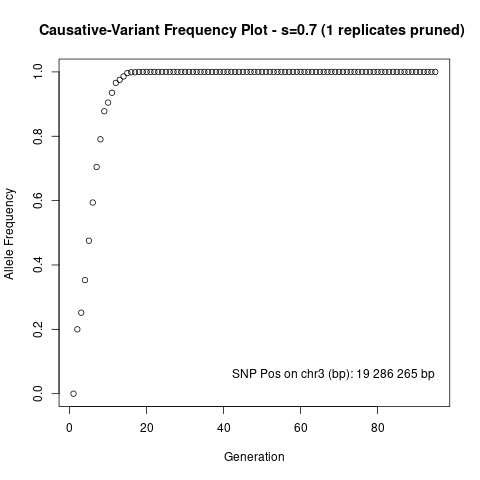 Causative-Variant Frequency Plot - s=0.7 (1 replicates pruned)
1.0
0.8
0.6
0.4
0.2
0.0
Allele Frequency
SNP Pos on chr3 (bp): 19 286 265 bp
0 20 40 60 80
Generation